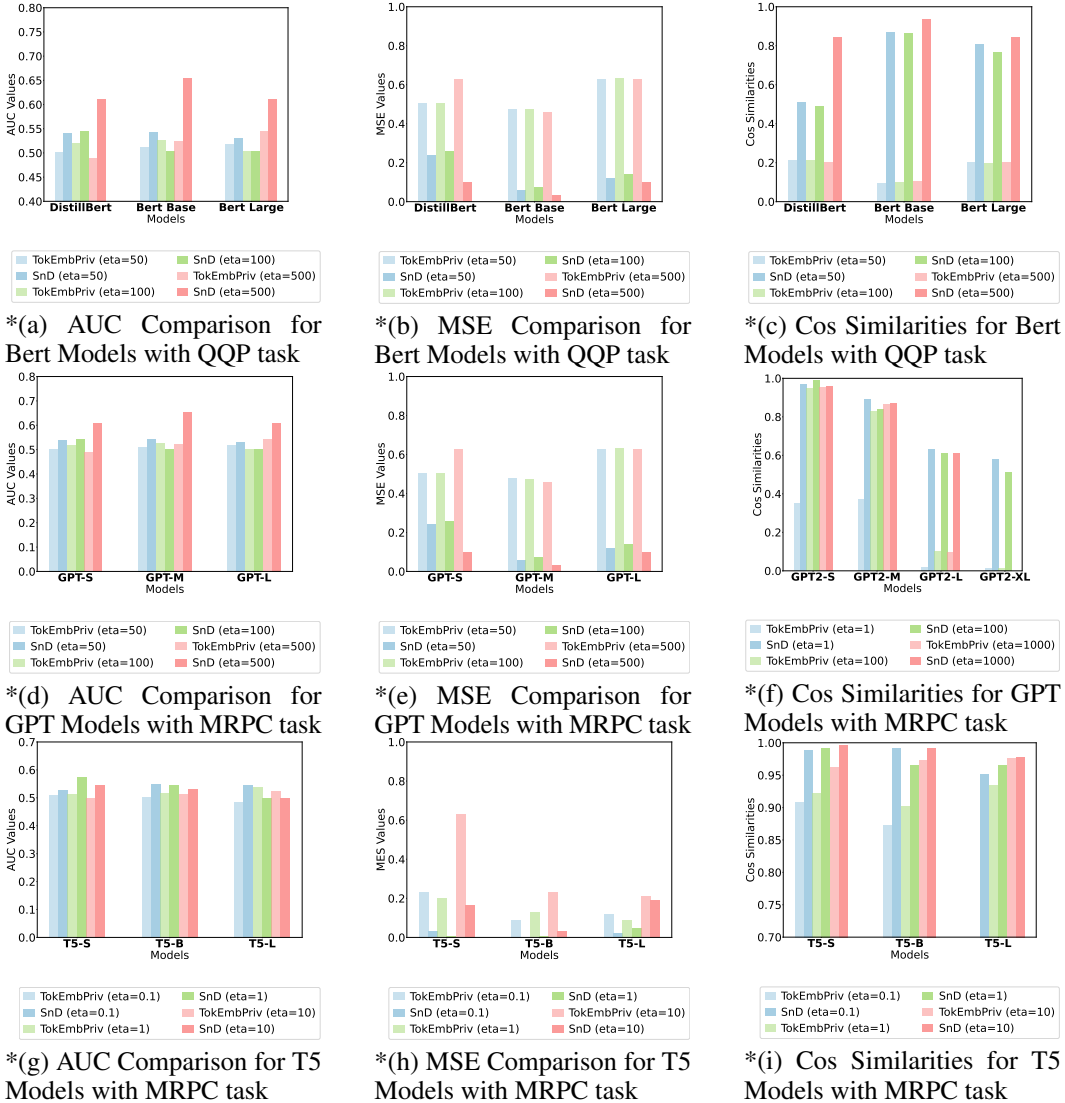 0.80
0.75
0.70
0.65
0.60
0.55
0.50
0.45
0.40
AUC Values
DistillBert Bert Base Bert Large
Models
TokEmbPriv (eta=50) SnD (eta=100)
SnD (eta=50) TokEmbPriv (eta=500)
TokEmbPriv (eta=100) SnD (eta=500)
*(a) AUC Comparison for
Bert Models with QQP task
1.0
0.8
0.6
0.4
0.2
0.0
MSE Values
DistillBert Bert Base Bert Large
Models
TokEmbPriv (eta=50) SnD (eta=100)
SnD (eta=50) TokEmbPriv (eta=500)
TokEmbPriv (eta=100) SnD (eta=500)
*(b) MSE Comparison for
Bert Models with QQP task
1.0
0.8
0.6
0.4
0.2
0.0
Cos Similarities
DistillBert Bert Base Bert Large
Models
TokEmbPriv (eta=50) SnD (eta=100)
SnD (eta=50) TokEmbPriv (eta=500)
TokEmbPriv (eta=100) SnD (eta=500)
*(c) Cos Similarities for Bert
Models with QQP task
0.8
0.7
0.6
0.5
0.4
0.3
0.2
0.1
0.0
AUC Values
GPT-S GPT-M GPT-L
Models
TokEmbPriv (eta=50) SnD (eta=100)
SnD (eta=50) TokEmbPriv (eta=500)
TokEmbPriv (eta=100) SnD (eta=500)
*(d) AUC Comparison for
GPT Models with MRPC task
1.0
0.8
0.6
0.4
0.2
0.0
MSE Values
GPT-S GPT-M GPT-L
Models
TokEmbPriv (eta=50) SnD (eta=100)
SnD (eta=50) TokEmbPriv (eta=500)
TokEmbPriv (eta=100) SnD (eta=500)
*(e) MSE Comparison for
GPT Models with MRPC task
1.0
0.8
0.6
0.4
0.2
0.0
Cos Similarities
GPT2-S GPT2-M GPT2-L GPT2-XL
Models
TokEmbPriv (eta=1) SnD (eta=100)
SnD (eta=1) TokEmbPriv (eta=1000)
TokEmbPriv (eta=100) SnD (eta=1000)
*(f) Cos Similarities for GPT
Models with MRPC task
0.7
0.6
0.5
0.4
0.3
0.2
0.1
0.0
AUC Values
T5-S T5-B T5-L
Models
TokEmbPriv (eta=0.1) SnD (eta=1)
SnD (eta=0.1) TokEmbPriv (eta=10)
TokEmbPriv (eta=1) SnD (eta=10)
*(g) AUC Comparison for T5
Models with MRPC task
1.0
0.8
0.6
0.4
0.2
0.0
MES Values
T5-S T5-B T5-L
Models
TokEmbPriv (eta=0.1) SnD (eta=1)
SnD (eta=0.1) TokEmbPriv (eta=10)
TokEmbPriv (eta=1) SnD (eta=10)
*(h) MSE Comparison for T5
Models with MRPC task
1.00
0.95
0.90
0.85
0.80
0.75
0.70
Cos Similarities
T5-S T5-B T5-L
Models
TokEmbPriv (eta=0.1) SnD (eta=1)
SnD (eta=0.1) TokEmbPriv (eta=10)
TokEmbPriv (eta=1) SnD (eta=10)
*(i) Cos Similarities for T5
Models with MRPC task